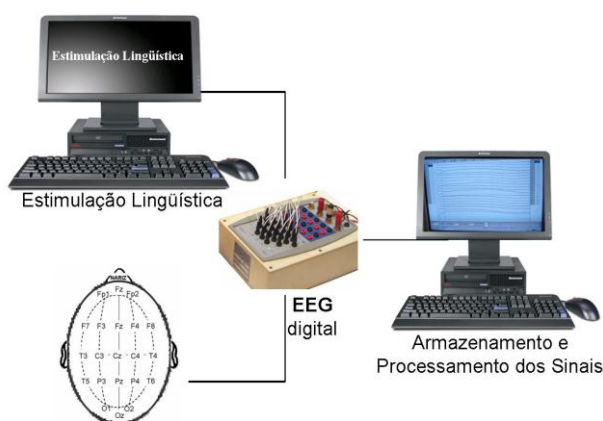 Estimulação Lingüística
Estimulação Lingüística
EEG
digital
Armazenamento e
Processamento dos Sinais
NARIZ
Fz
Fp1 Fp2
F7 F3 Fz F4 F8
T3 C3 Cz C4 T4
T5 P3 Pz P4 T6
O1 O2
Oz